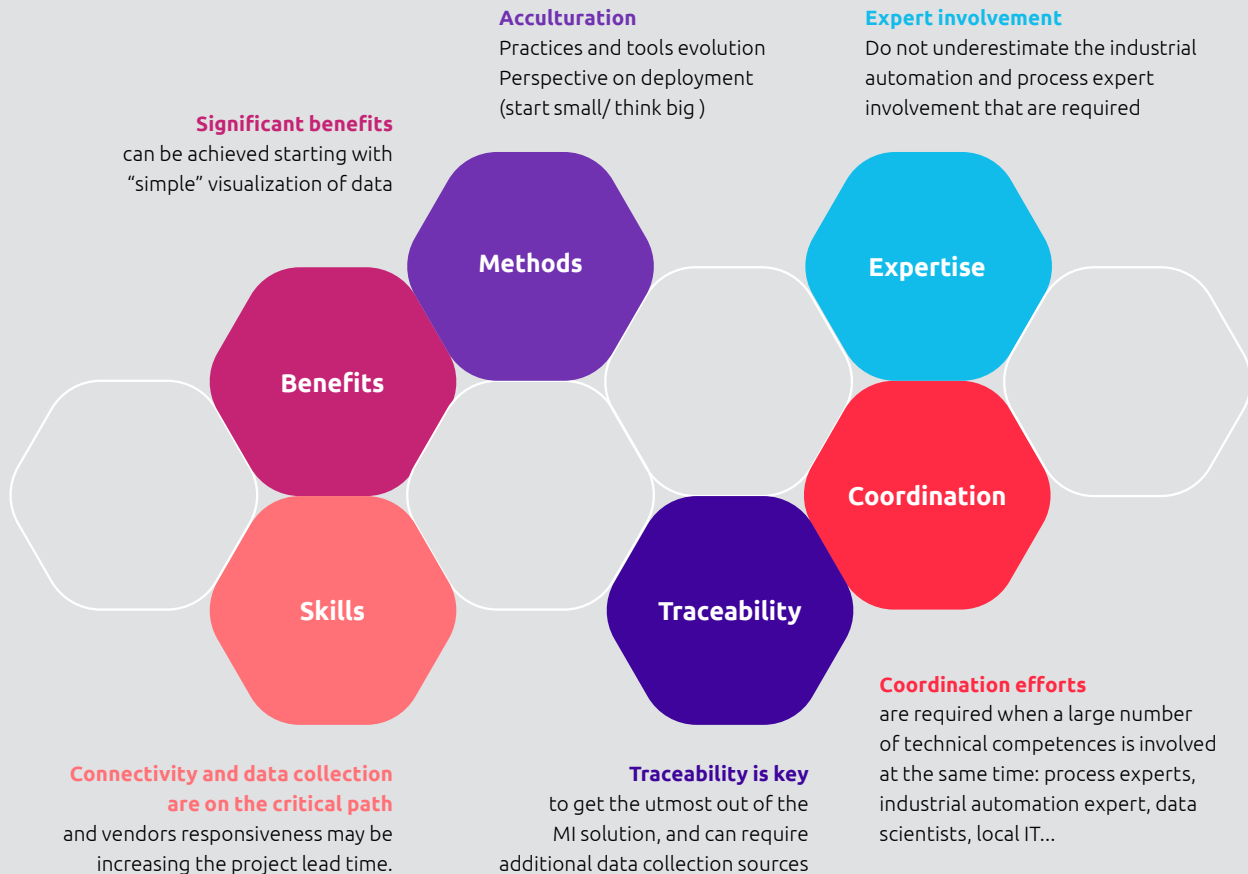 Acculturation
Practices and tools evolution
Perspective on deployment
(start small/ think big )
Expert involvement
Do not underestimate the industrial
automation and process expert
involvement that are required
Significant benefits
can be achieved starting with
“simple” visualization of data
Methods
Expertise
Benefits
Coordination
Skills
Traceability
Connectivity and data collection
are on the critical path
and vendors responsiveness may be
increasing the project lead time.
Traceability is key
to get the utmost out of the
MI solution, and can require
additional data collection sources
Coordination efforts
are required when a large number
of technical competences is involved
at the same time: process experts,
industrial automation expert, data
scientists, local IT...